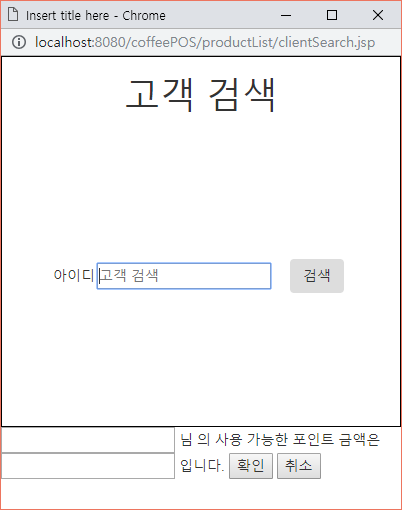 Insert title here - Chrome
localhost:8080/coffeePOS/productList/clientSearch.jsp
고객 검색
아이디 고객 검색 검색
님 의 사용 가능한 포인트 금액은
입니다. 확인 취소